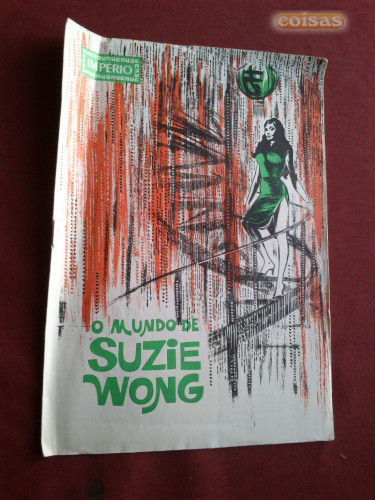 coisas
IMPERIO
O MUNDO DE
SUZIE
WONG